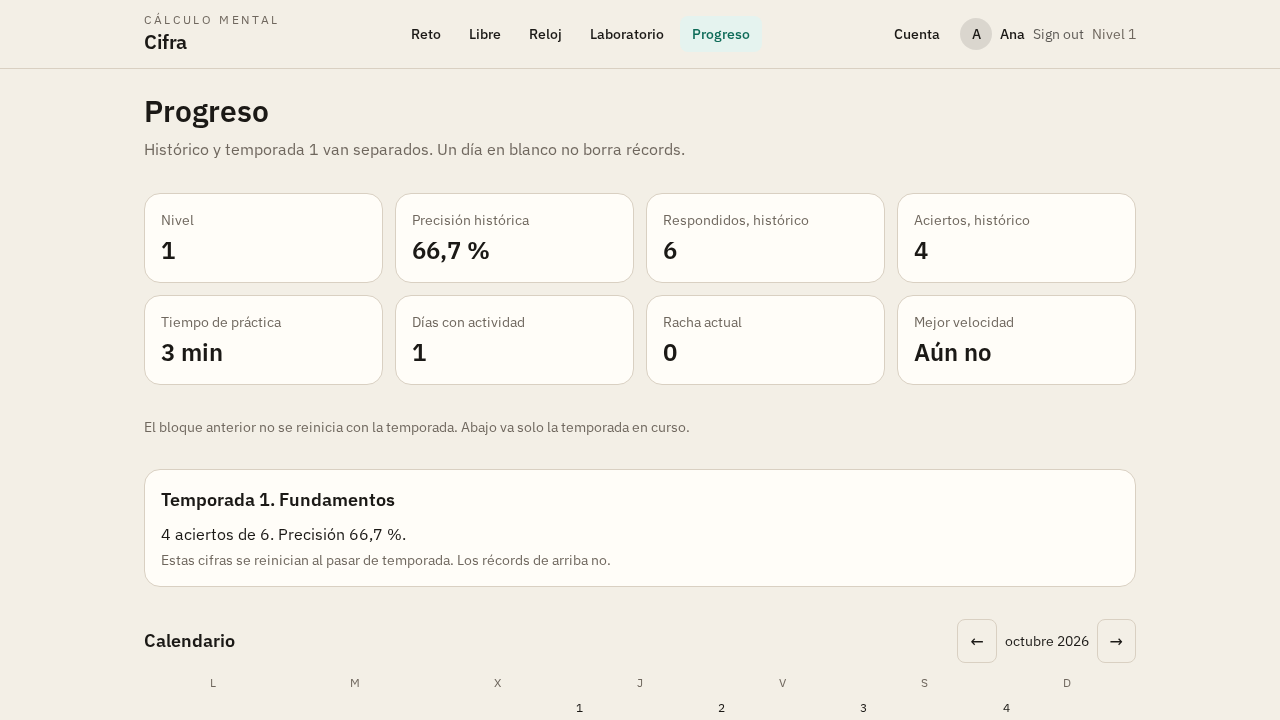 CÁLCULO MENTAL
Cifra
Reto Libre Reloj Laboratorio Progreso
Cuenta A Ana Sign out Nivel 1
Progreso
Histórico y temporada 1 van separados. Un día en blanco no borra récords.
Nivel
1
Precisión histórica
66,7 %
Respondidos, histórico
6
Aciertos, histórico
4
Tiempo de práctica
3 min
Días con actividad
1
Racha actual
0
Mejor velocidad
Aún no
El bloque anterior no se reinicia con la temporada. Abajo va solo la temporada en curso.
Temporada 1. Fundamentos
4 aciertos de 6. Precisión 66,7 %.
Estas cifras se reinician al pasar de temporada. Los récords de arriba no.
Calendario
← octubre 2026 →
L M X J V S D
1 2 3 4